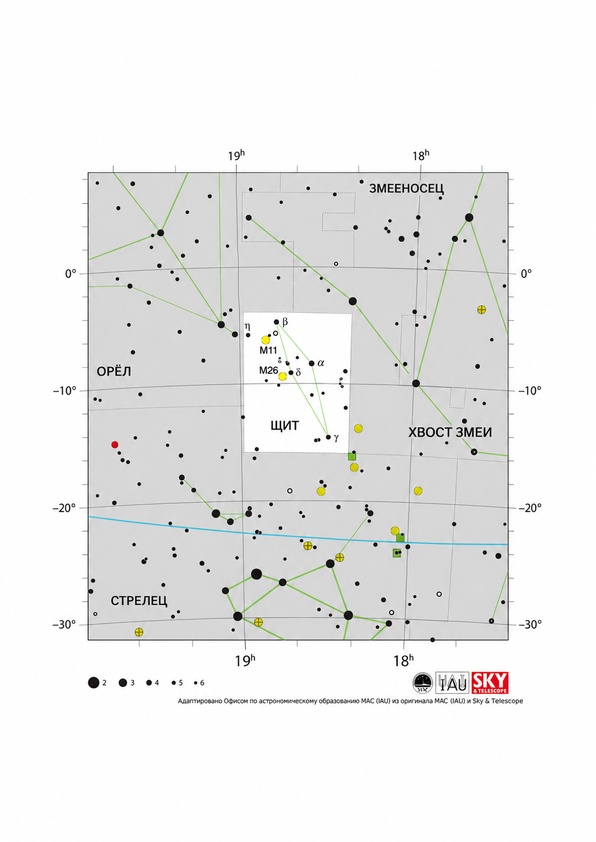 19h 18h
ЗМЕЕНОСЕЦ
0° 0°
η β
M11
α
M26 δ
ОРЁЛ
−10° −10°
ЩИТ γ
ХВОСТ ЗМЕИ
−20° −20°
СТРЕЛЕЦ
−30° −30°
19h 18h
2 3 4 5 6
IAU SKY
& TELESCOPE
Адаптировано Офисом по астрономическому образованию МАС (IAU) из оригинала МАС (IAU) и Sky & Telescope